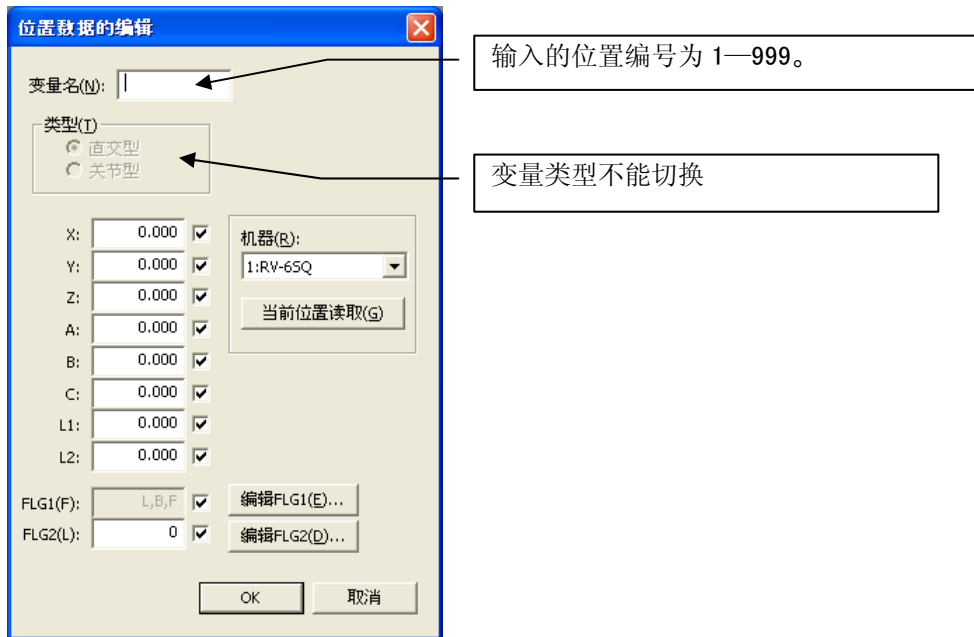 位置数据的编辑
输入的位置编号为 1—999。
变量名(N):
类型(T)
直交型
关节型
变量类型不能切换
X: 0.000
Y: 0.000
Z: 0.000
A: 0.000
B: 0.000
C: 0.000
L1: 0.000
L2: 0.000
机器(R):
1:RV-6SQ
当前位置读取(G)
FLG1(F): L,B,F 编辑FLG1(E)...
FLG2(L): 0 编辑FLG2(D)...
OK 取消